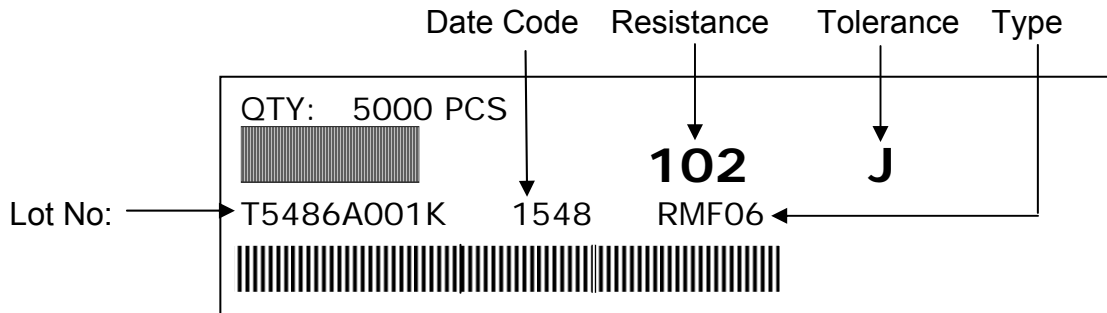 Date Code Resistance Tolerance Type
QTY: 5000 PCS
102 J
Lot No: T5486A001K 1548 RMF06